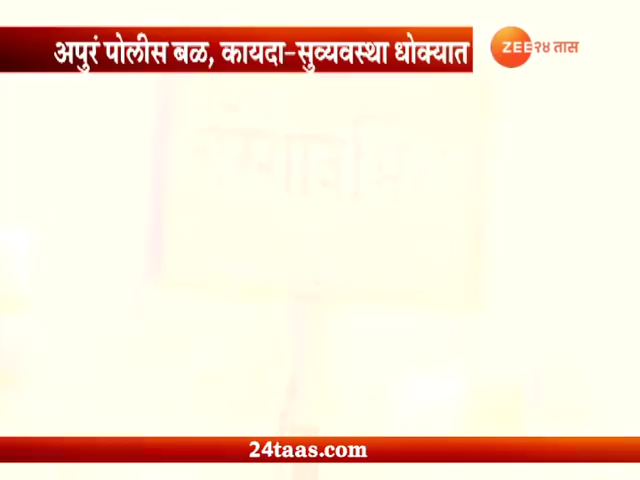 अपुरं पोलीस बळ, कायदा-सुव्यवस्था धोक्यात
ZEE २४ तास
24taas.com